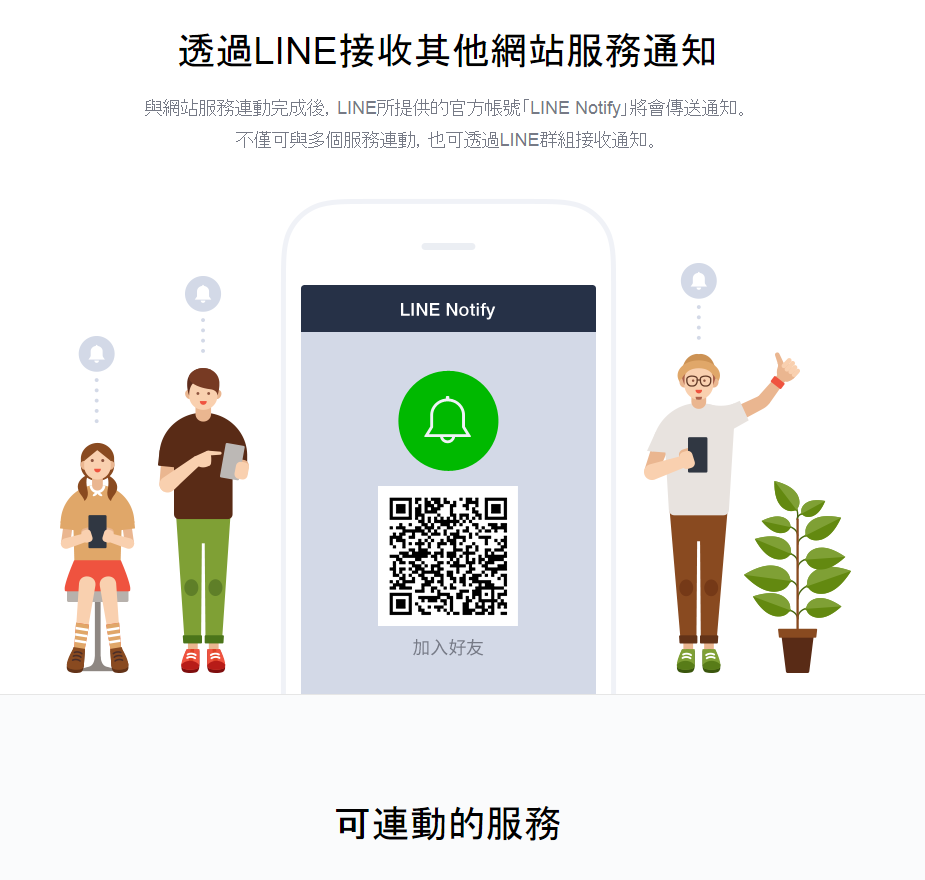 透過LINE接收其他網站服務通知
與網站服務連動完成後, LINE所提供的官方帳號「LINE Notify」將會傳送通知。
不僅可與多個服務連動, 也可透過LINE群組接收通知。
LINE Notify
加入好友
可連動的服務